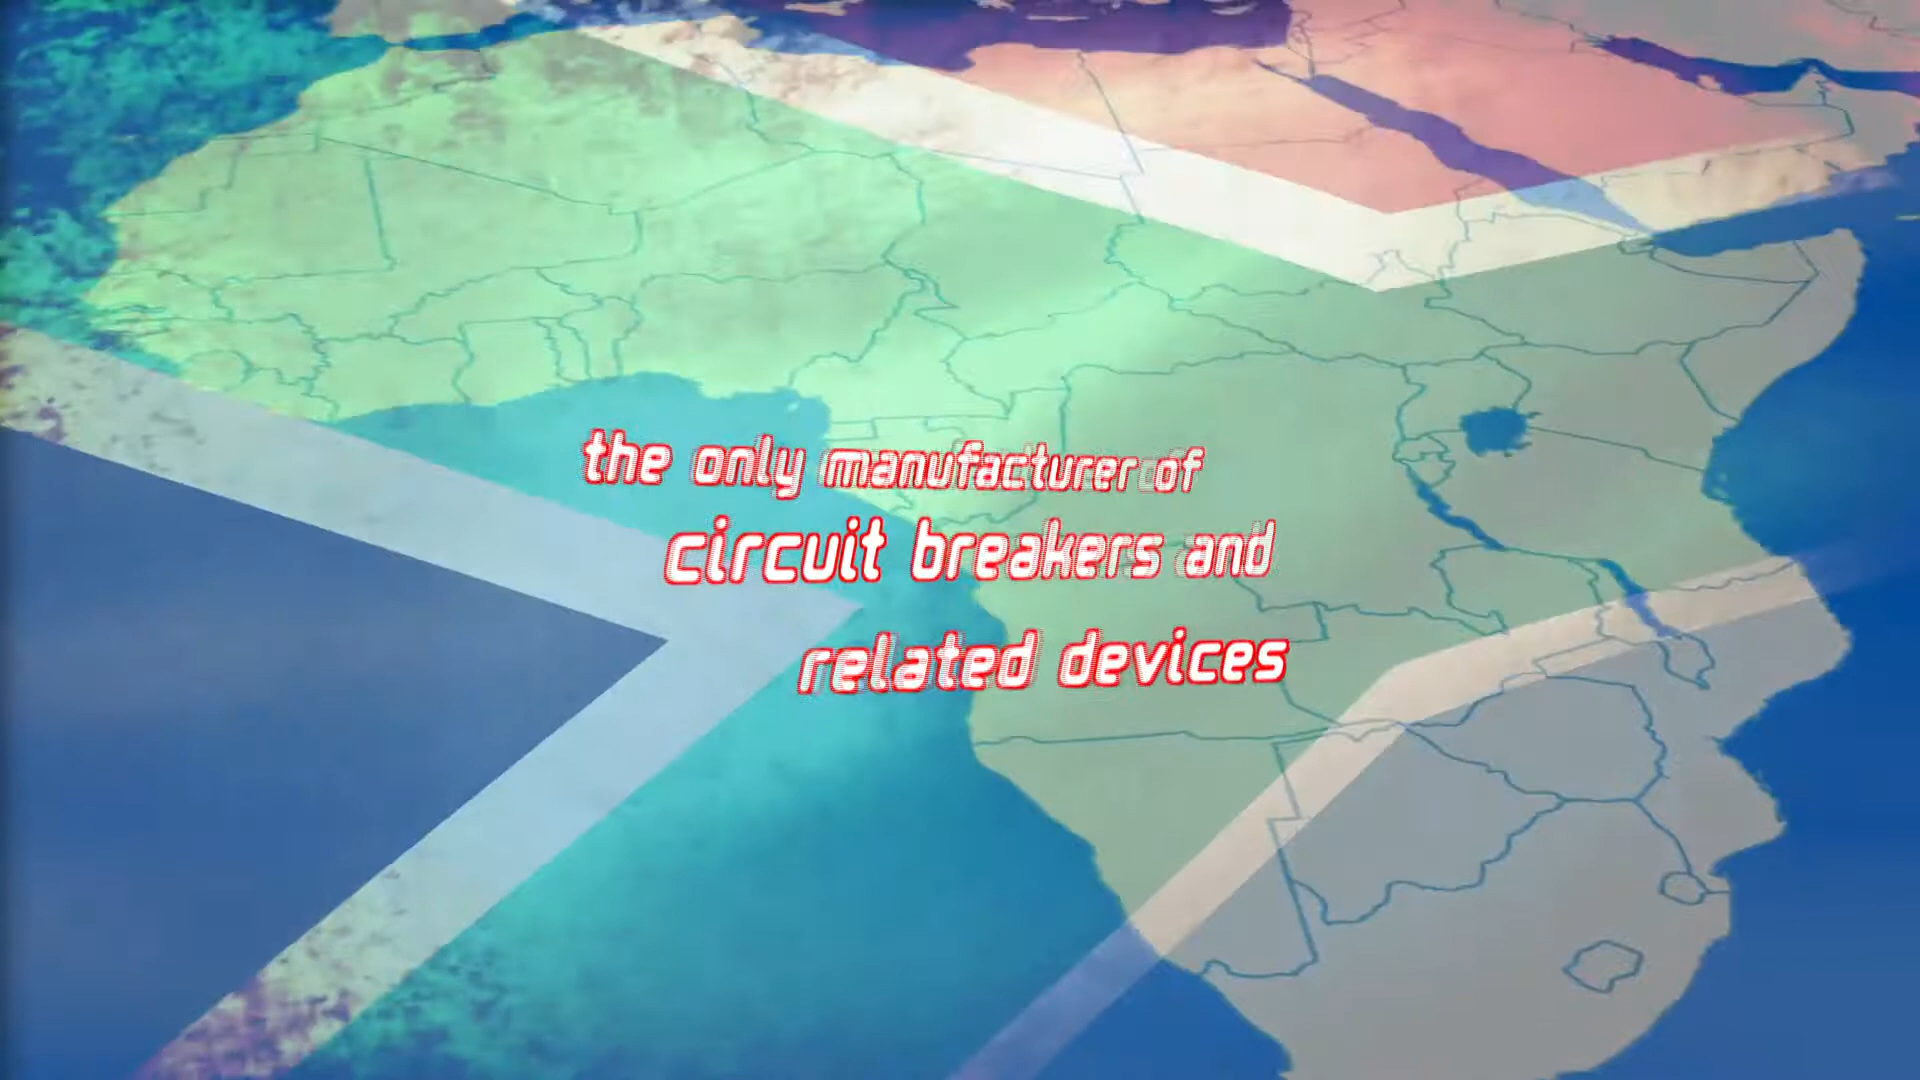 the only manufacturer of
circuit breakers and
related devices